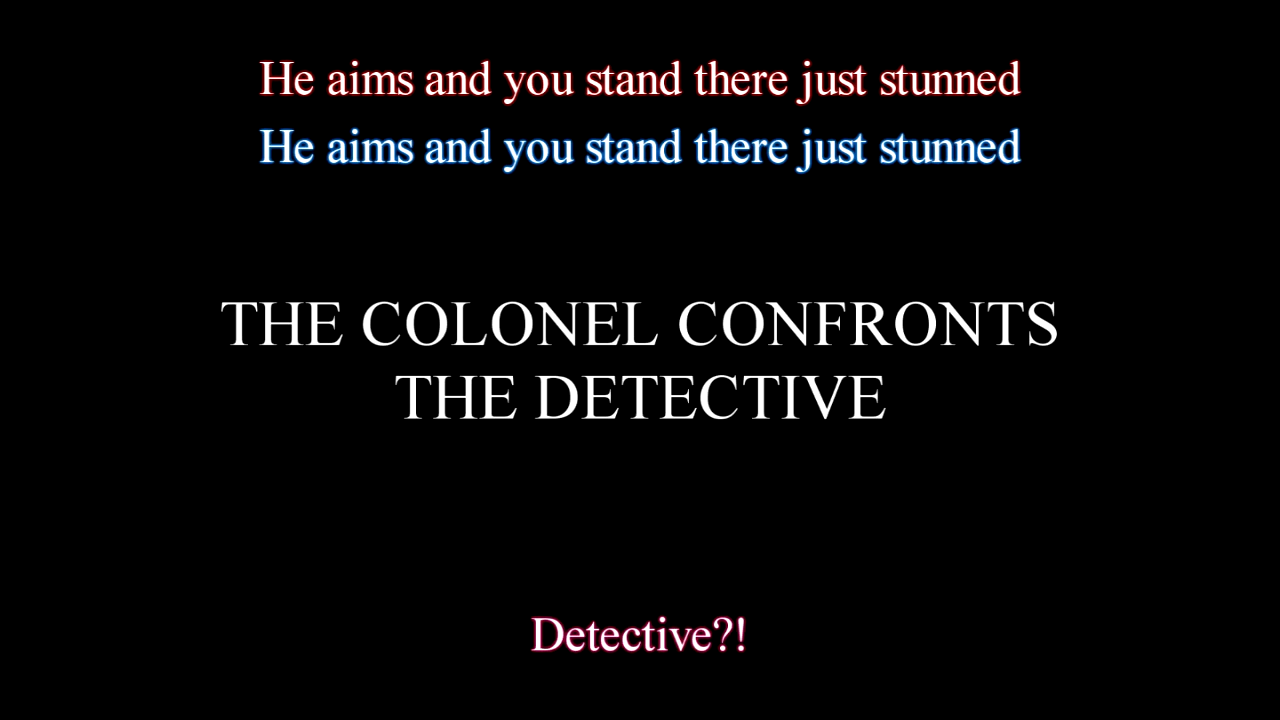 He aims and you stand there just stunned
He aims and you stand there just stunned
THE COLONEL CONFRONTS
THE DETECTIVE
Detective?!